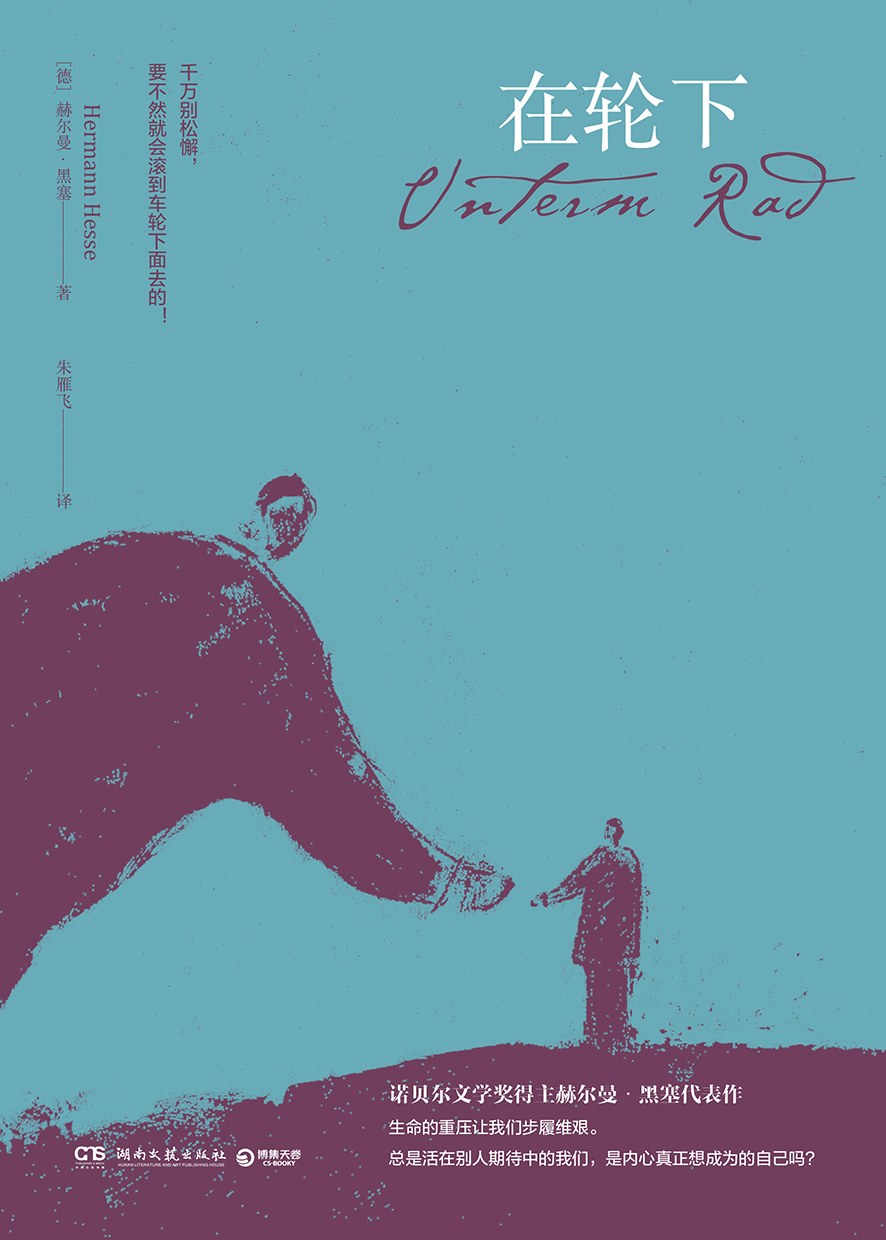 在轮下
Unterm Rad
千万别松懈，
要不然就会滚到车轮下面去的！
Hermann Hesse
［德］赫尔曼·黑塞——著
朱雁飞——译
诺贝尔文学奖得主赫尔曼·黑塞代表作
生命的重压让我们步履维艰。
总是活在别人期待中的我们，是内心真正想成为的自己吗？
湖南文艺出版社
HUNAN LITERATURE AND ART PUBLISHING HOUSE
博集天卷
CS-BOOKY